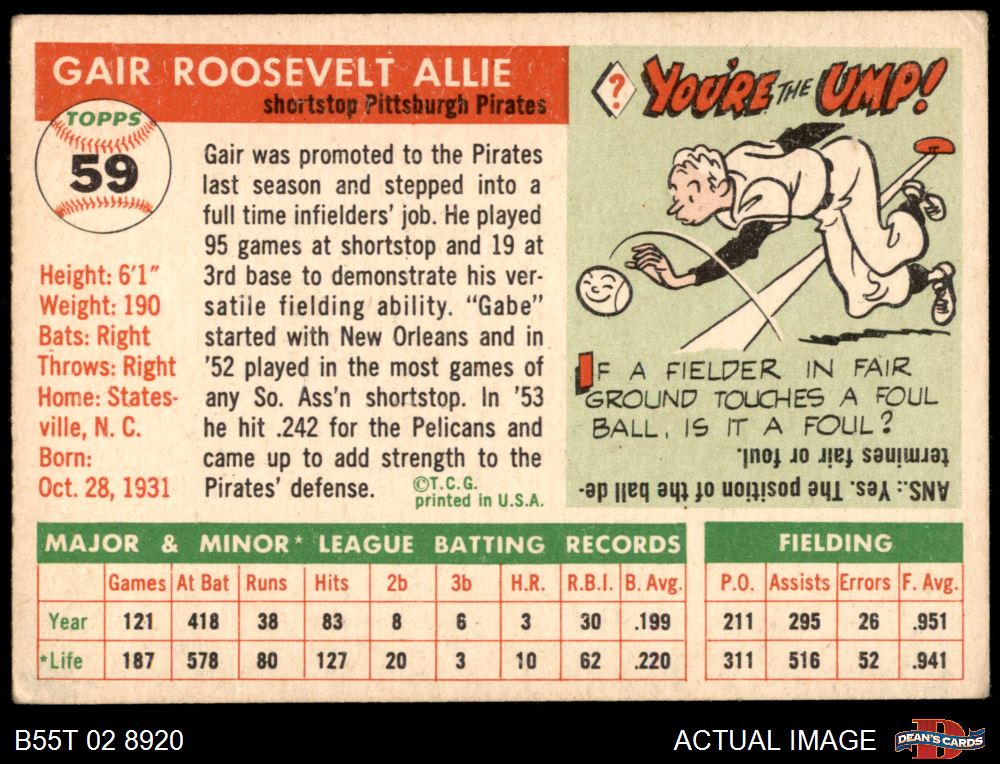 GAIR ROOSEVELT ALLIE
shortstop Pittsburgh Pirates
TOPPS
59
Height: 6'1"
Weight: 190
Bats: Right
Throws: Right
Home: States-
ville, N. C.
Born:
Oct. 28, 1931
Gair was promoted to the Pirates
last season and stepped into a
full time infielders' job. He played
95 games at shortstop and 19 at
3rd base to demonstrate his ver-
satile fielding ability. "Gabe"
started with New Orleans and in
'52 played in the most games of
any So. Ass'n shortstop. In '53
he hit .242 for the Pelicans and
came up to add strength to the
Pirates' defense.
©T.C.G.
printed in U.S.A.
?
YOU'RE THE UMP!
IF A FIELDER IN FAIR
GROUND TOUCHES A FOUL
BALL, IS IT A FOUL?
ANS.: Yes. The position of the ball de-
termines fair or foul.
MAJOR & MINOR* LEAGUE BATTING RECORDS
Games At Bat Runs Hits 2b 3b H.R. R.B.I. B. Avg.
Year 121 418 38 83 8 6 3 30 .199
*Life 187 578 80 127 20 3 10 62 .220
FIELDING
P.O. Assists Errors F. Avg.
211 295 26 .951
311 516 52 .941
B55T 02 8920
ACTUAL IMAGE
D
DEAN'S CARDS